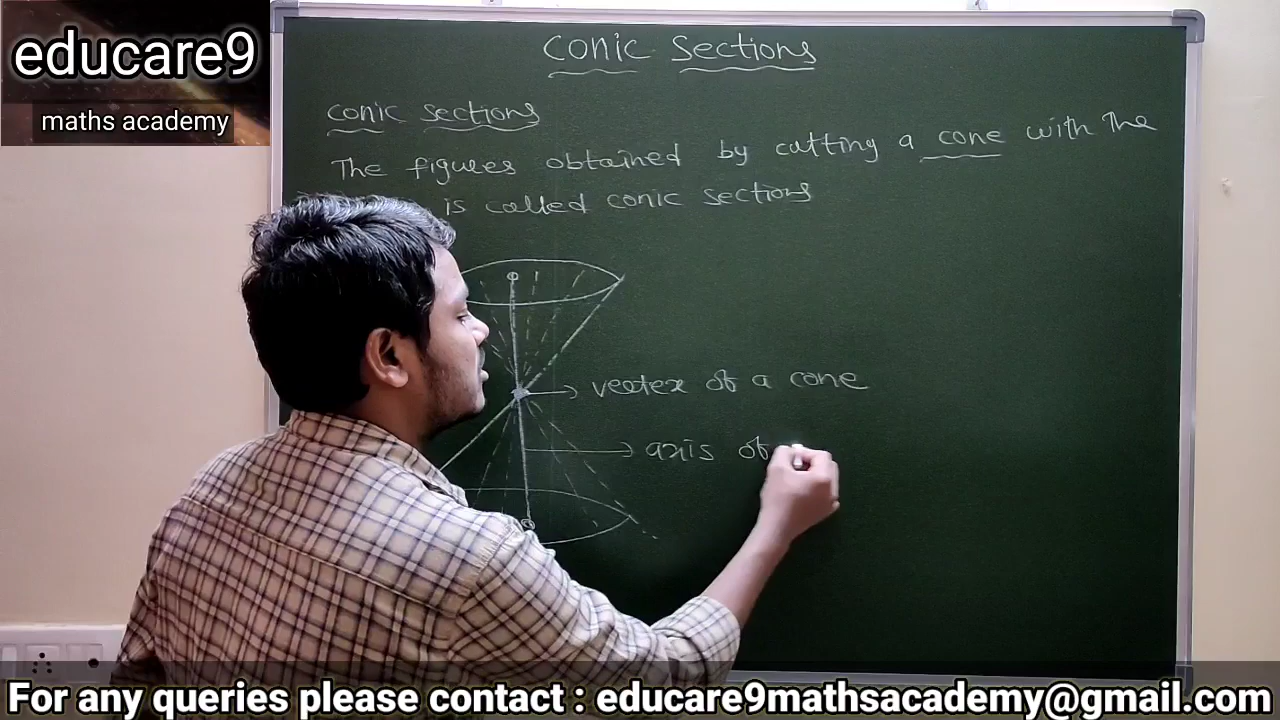 educare9
maths academy
Conic Sections
conic sections
The figures obtained by cutting a cone with the
is called conic sections
vertex of a cone
axis of
For any queries please contact : educare9mathsacademy@gmail.com